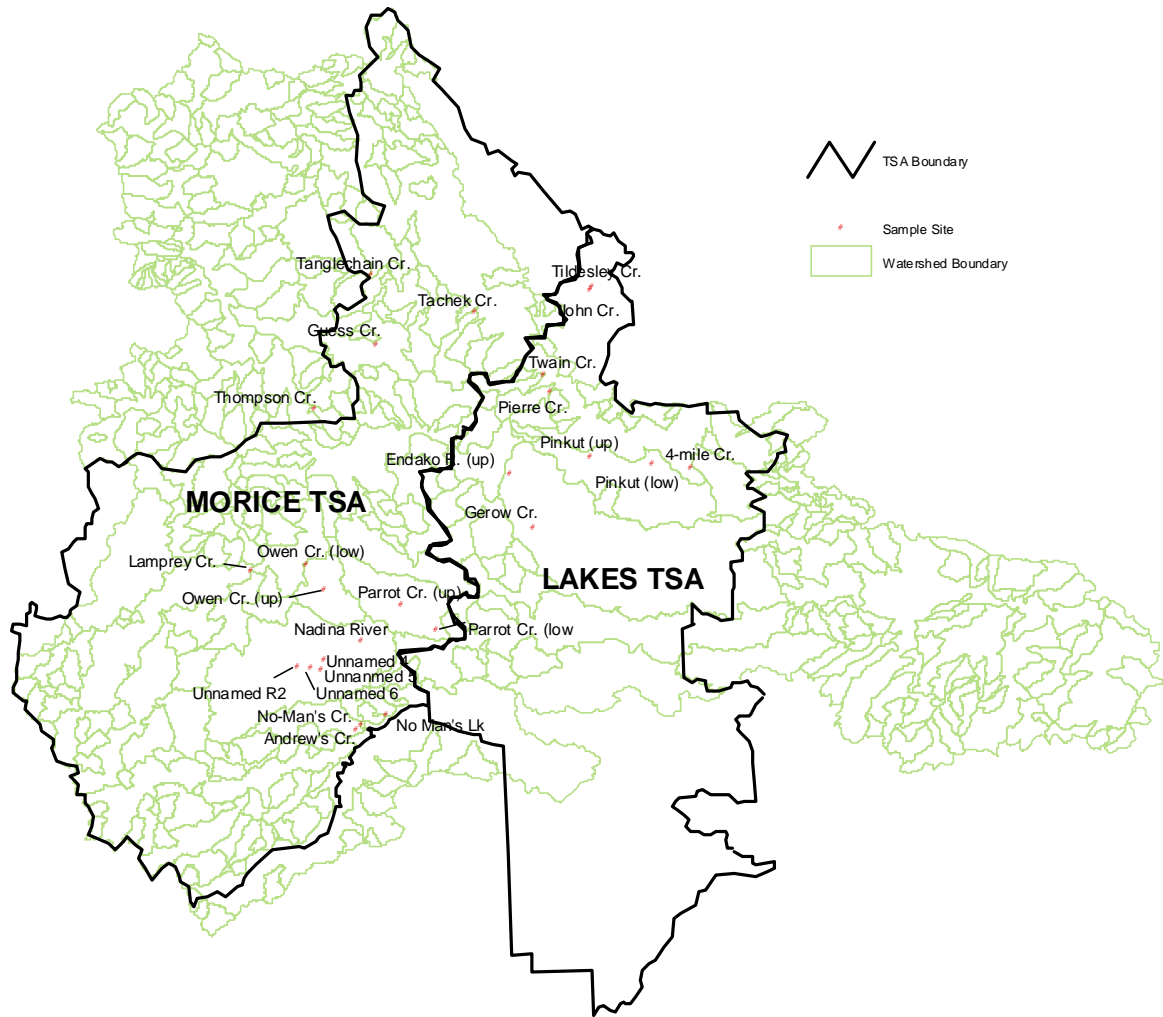 TSA Boundary
# Sample Site
Watershed Boundary
Tanglechain Cr.
Tildesley Cr.
Tachek Cr.
John Cr.
Guess Cr.
Twain Cr.
Thompson Cr.
Pierre Cr.
Pinkut (up)
4-mile Cr.
Endako R. (up)
Pinkut (low)
MORICE TSA
Gerow Cr.
Owen Cr. (low)
Lamprey Cr.
LAKES TSA
Owen Cr. (up)
Parrot Cr. (up)
Nadina River
Parrot Cr. (low
Unnamed 4
Unnanmed 5
Unnamed R2
Unnamed 6
No-Man's Cr.
No Man's Lk
Andrew's Cr.